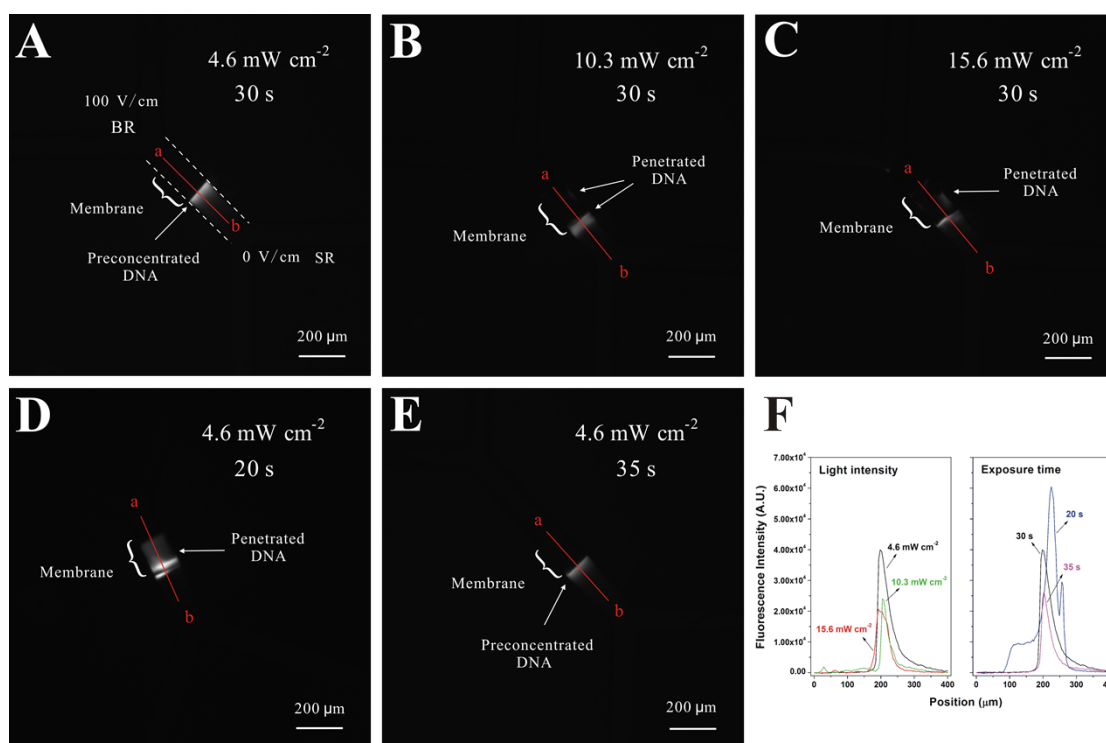 A
4.6 mW cm⁻²
30 s
100 V/cm
BR
a
Membrane
b
Preconcentrated
DNA
0 V/cm SR
200 μm
B
10.3 mW cm⁻²
30 s
Penetrated
DNA
a
Membrane
b
200 μm
C
15.6 mW cm⁻²
30 s
Penetrated
DNA
a
Membrane
b
200 μm
D
4.6 mW cm⁻²
20 s
a
Penetrated
DNA
Membrane
b
200 μm
E
4.6 mW cm⁻²
35 s
a
Membrane
b
Preconcentrated
DNA
200 μm
F
Fluorescence Intensity (A.U.)
7.00x10⁴
6.00x10⁴
5.00x10⁴
4.00x10⁴
3.00x10⁴
2.00x10⁴
1.00x10⁴
0.00
Light intensity
4.6 mW cm⁻²
10.3 mW cm⁻²
15.6 mW cm⁻²
0 100 200 300 400
Exposure time
20 s
30 s
35 s
0 100 200 300 400
Position (μm)